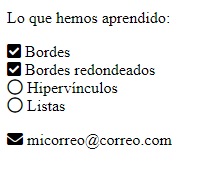 Lo que hemos aprendido:
Bordes
Bordes redondeados
Hipervínculos
Listas
micorreo@correo.com